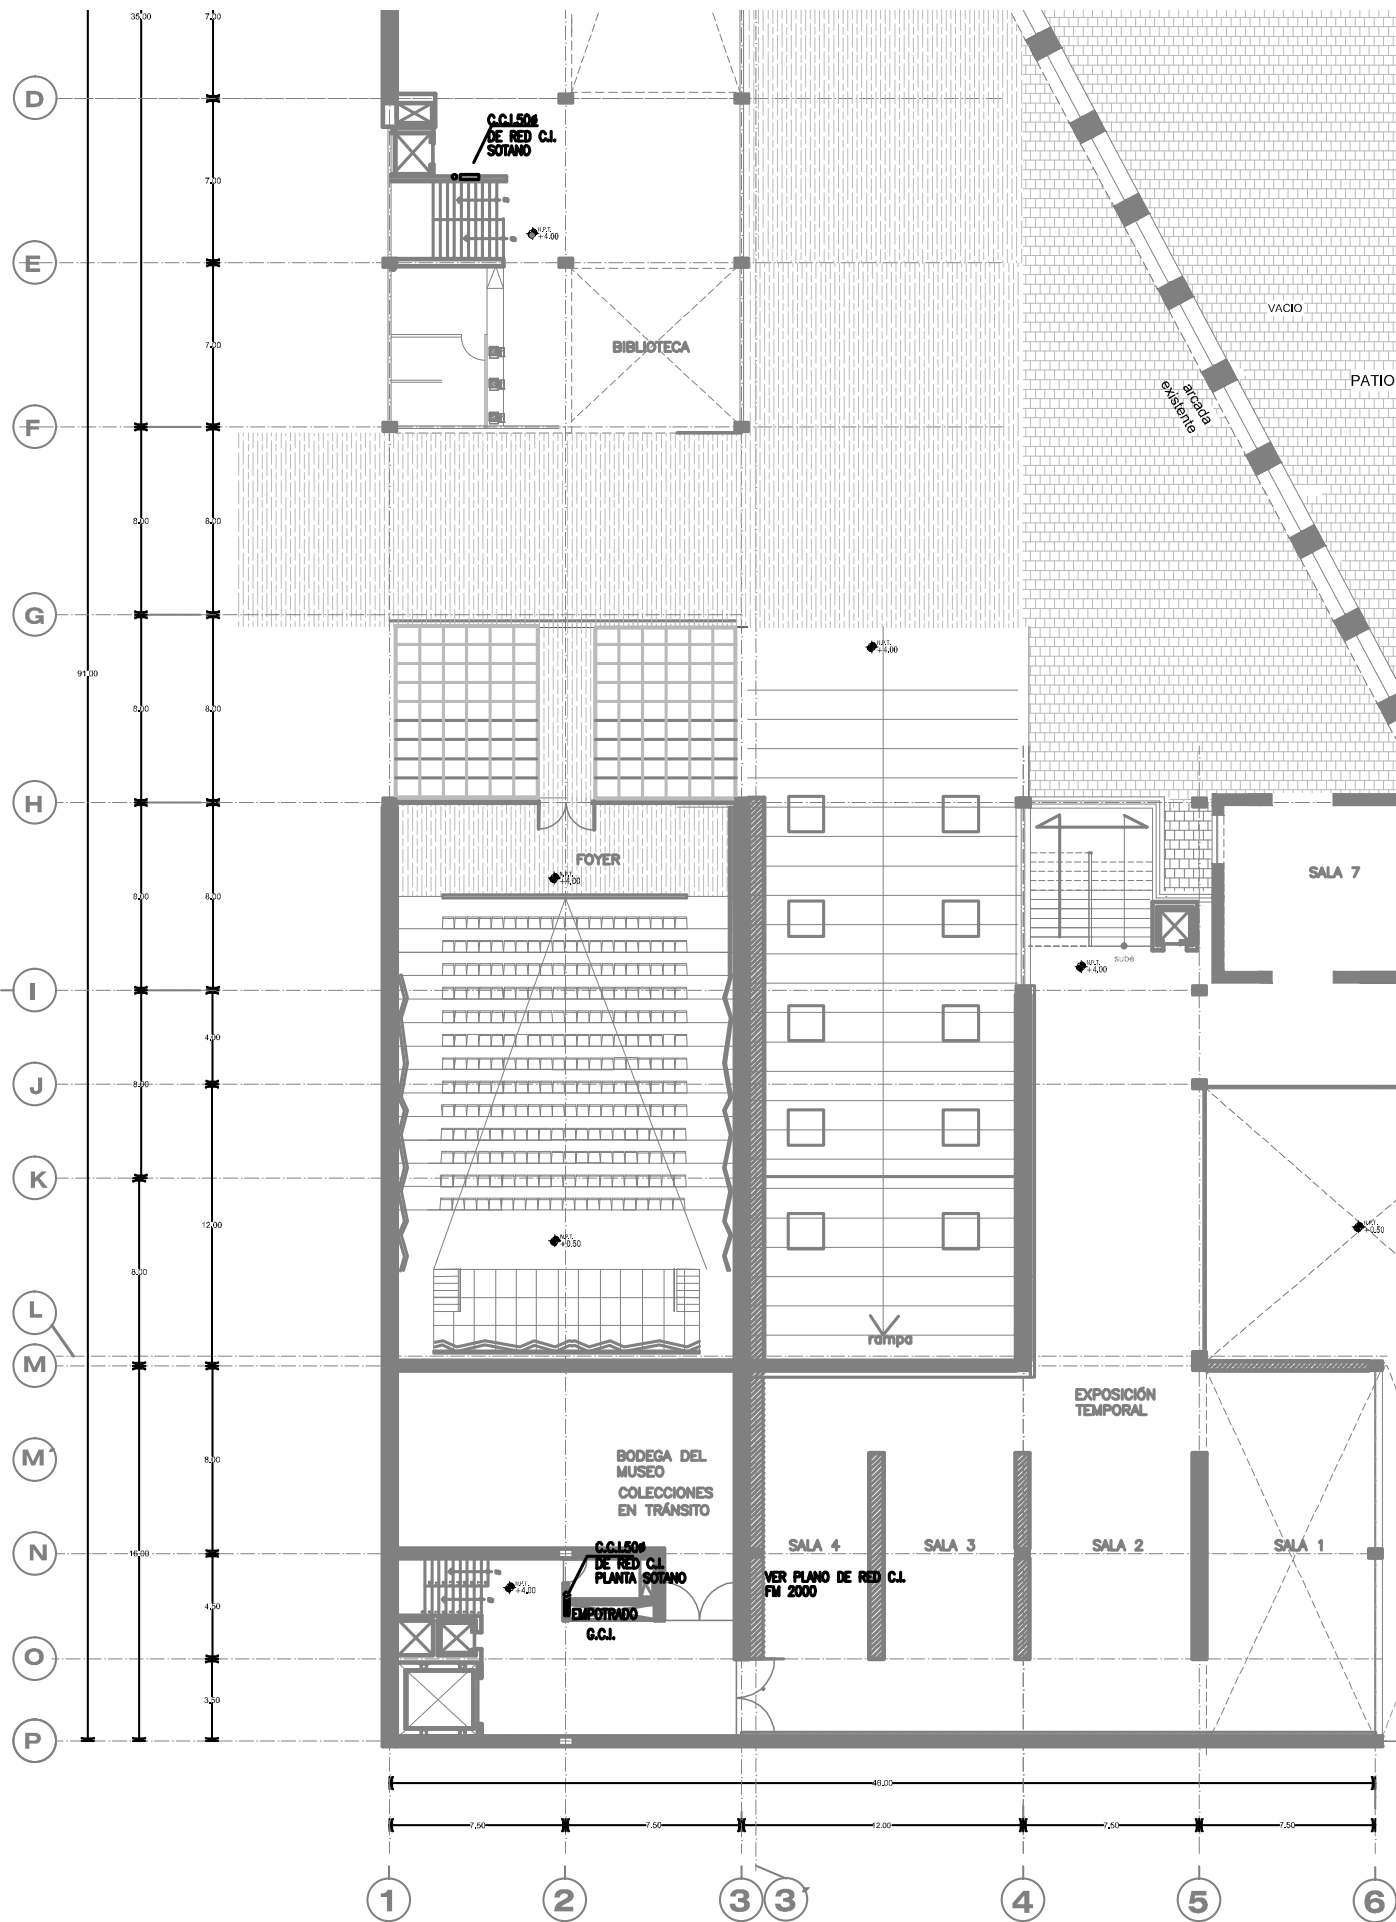 35.00
7.00
D
C.C.I.50ø
DE RED C.I.
SOTANO
7.00
N.P.T.
+4.00
E
VACIO
7.00
BIBLIOTECA
PATIO
arcada
existente
F
8.00
8.00
G
N.P.T.
+4.00
91.00
8.00
8.00
H
FOYER
SALA 7
N.P.T.
+4.00
8.00
8.00
sube
N.P.T.
+4.00
I
4.00
J
8.00
K
12.00
N.P.T.
+0.50
N.P.T.
+0.50
8.00
L
rampa
M
EXPOSICIÓN
TEMPORAL
M'
8.00
BODEGA DEL
MUSEO
COLECCIONES
EN TRÁNSITO
N
16.00
C.C.I.50ø
DE RED C.I.
PLANTA SOTANO
SALA 4
SALA 3
SALA 2
SALA 1
VER PLANO DE RED C.I.
FM 2000
N.P.T.
+4.00
4.50
EMPOTRADO
G.C.I.
O
3.50
P
48.00
7.50
7.50
12.00
7.50
7.50
1
2
3
3'
4
5
6